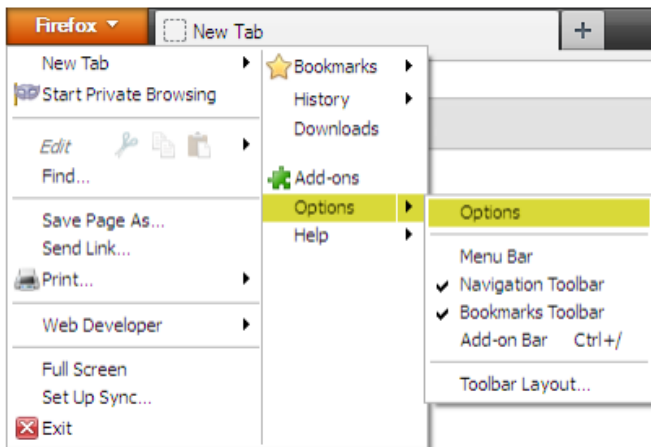 Firefox
New Tab
+
New Tab
Start Private Browsing
Edit
Find...
Save Page As...
Send Link...
Print...
Web Developer
Full Screen
Set Up Sync...
Exit
Bookmarks
History
Downloads
Add-ons
Options
Help
Options
Menu Bar
Navigation Toolbar
Bookmarks Toolbar
Add-on Bar Ctrl+/
Toolbar Layout...